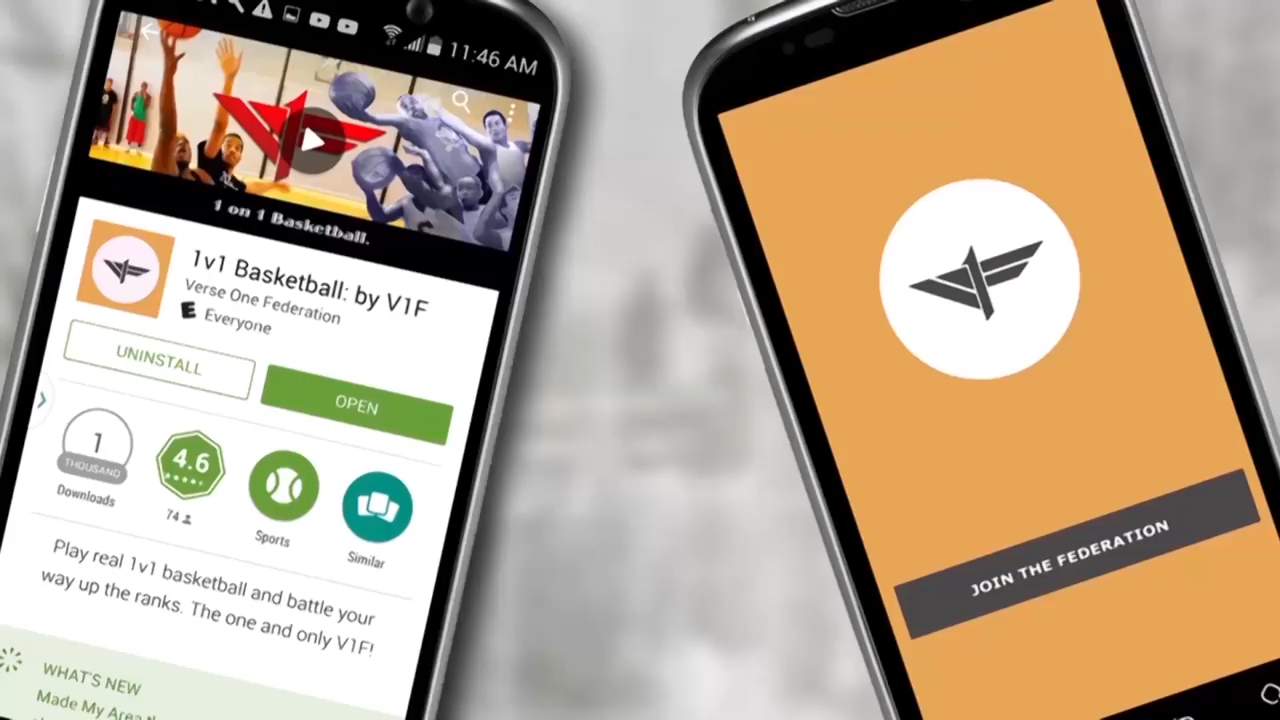 11:46 AM
1 on 1 Basketball.
1v1 Basketball: by V1F
Verse One Federation
E Everyone
UNINSTALL
OPEN
1
THOUSAND
Downloads
4.6
74
Sports
Similar
Play real 1v1 basketball and battle your
way up the ranks. The one and only V1F!
WHAT'S NEW
Made My Area
JOIN THE FEDERATION